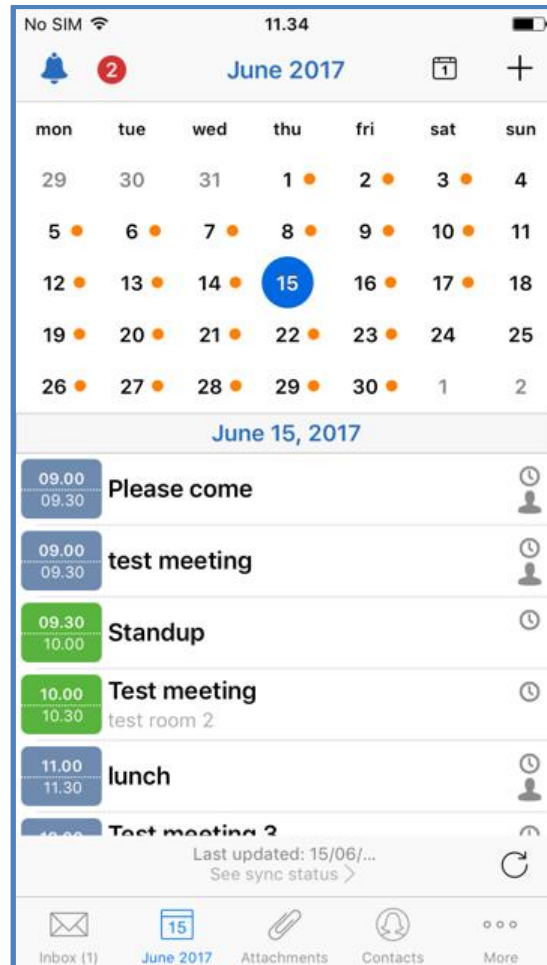 No SIM 11.34
2 June 2017 1
mon tue wed thu fri sat sun
29 30 31 1 2 3 4
5 6 7 8 9 10 11
12 13 14 15 16 17 18
19 20 21 22 23 24 25
26 27 28 29 30 1 2
June 15, 2017
09.00
09.30
Please come
09.00
09.30
test meeting
09.30
10.00
Standup
10.00
10.30
Test meeting
test room 2
11.00
11.30
lunch
Test meeting 3
Last updated: 15/06/...
See sync status >
15
Inbox (1) June 2017 Attachments Contacts More